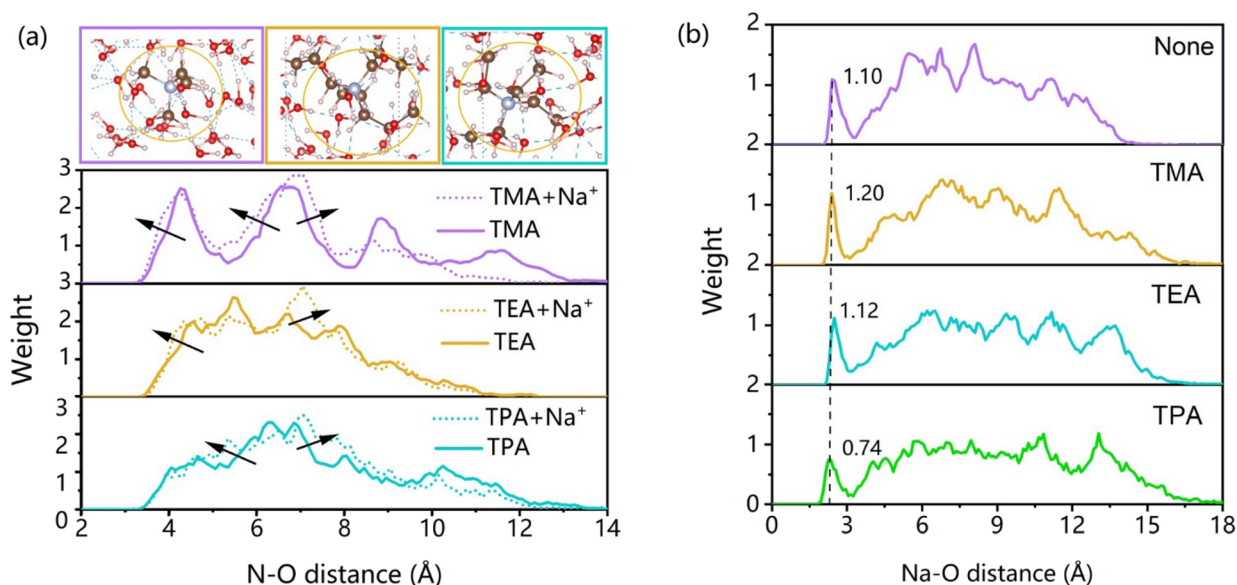 (a)
3
TMA+Na⁺
2
TMA
1
3
TEA+Na⁺
2
TEA
1
3
TPA+Na⁺
2
TPA
1
0
Weight
2 4 6 8 10 12 14
N-O distance (Å)
(b)
2
None
1.10
1
2
TMA
1.20
1
2
TEA
1.12
1
2
TPA
0.74
1
0
Weight
0 3 6 9 12 15 18
Na-O distance (Å)